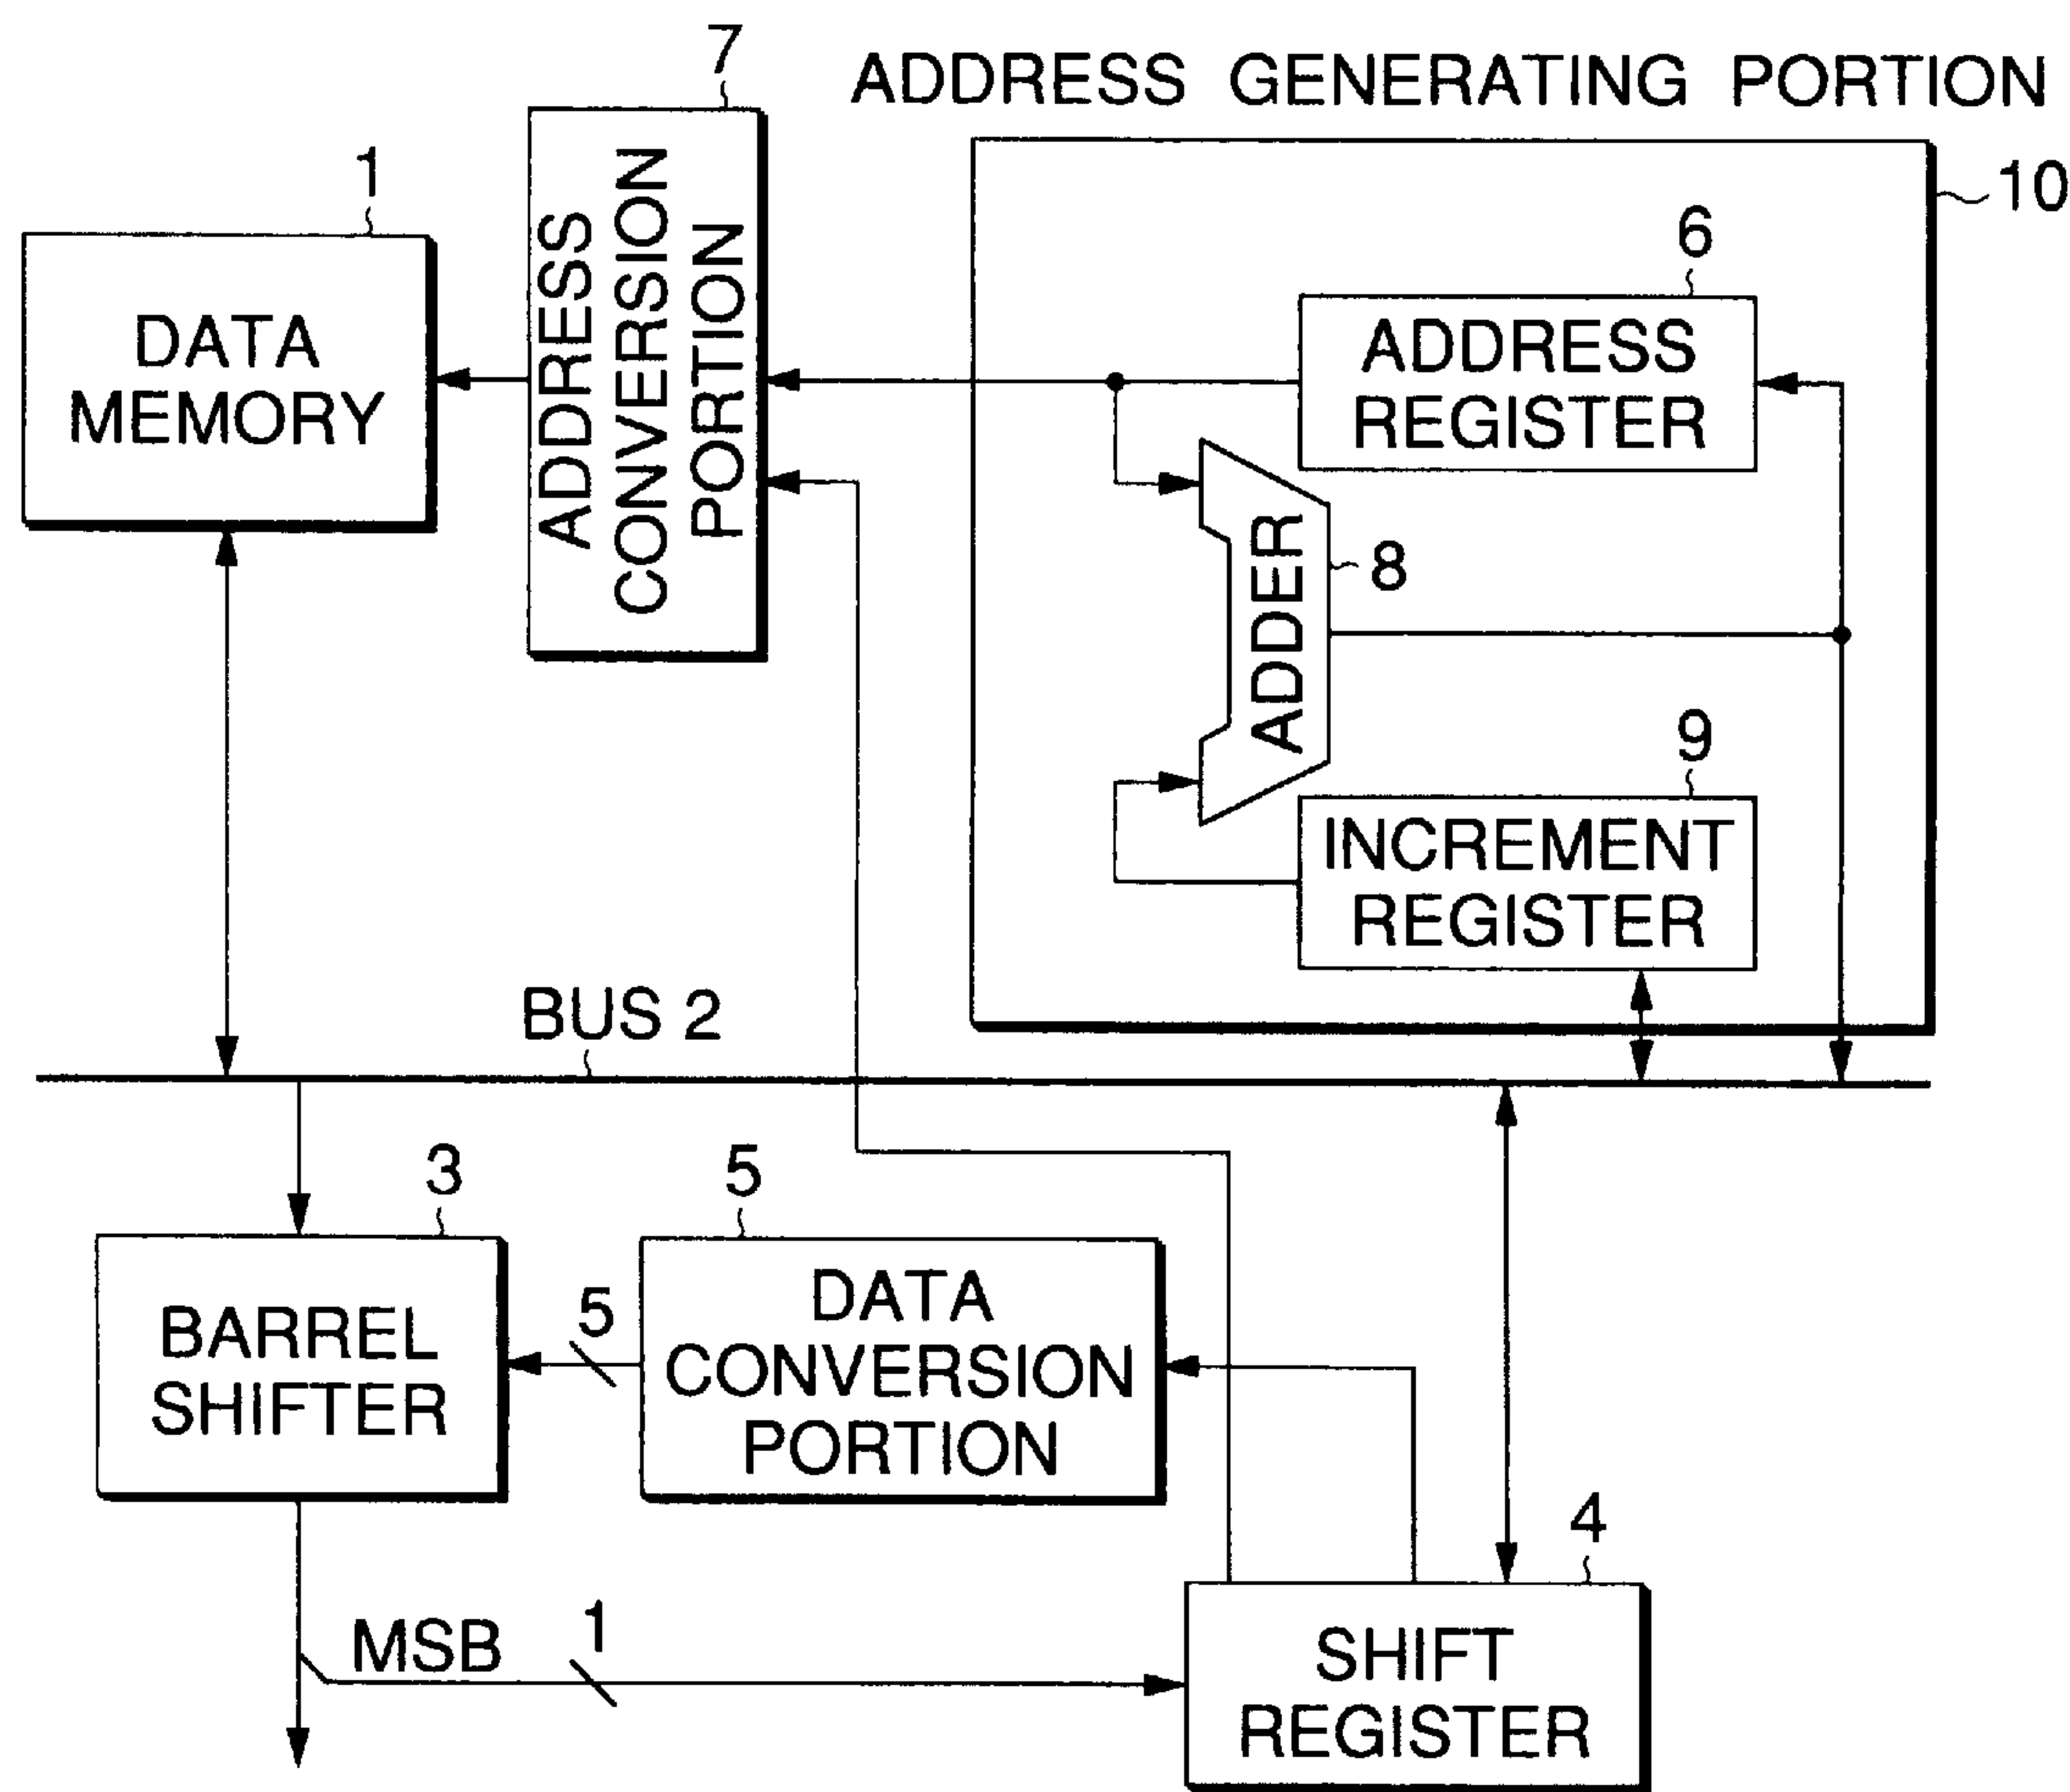 7
ADDRESS GENERATING PORTION
10
1
DATA
MEMORY
ADDRESS
CONVERSION
PORTION
6
ADDRESS
REGISTER
ADDER
8
9
INCREMENT
REGISTER
BUS 2
3
BARREL
SHIFTER
5
5
DATA
CONVERSION
PORTION
4
SHIFT
REGISTER
MSB
1